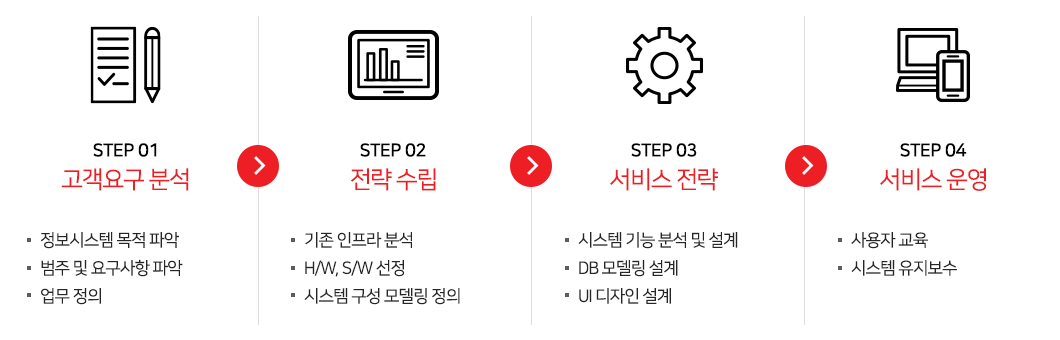 STEP 01
고객요구 분석
정보시스템 목적 파악
범주 및 요구사항 파악
업무 정의
STEP 02
전략 수립
기존 인프라 분석
H/W, S/W 선정
시스템 구성 모델링 정의
STEP 03
서비스 전략
시스템 기능 분석 및 설계
DB 모델링 설계
UI 디자인 설계
STEP 04
서비스 운영
사용자 교육
시스템 유지보수